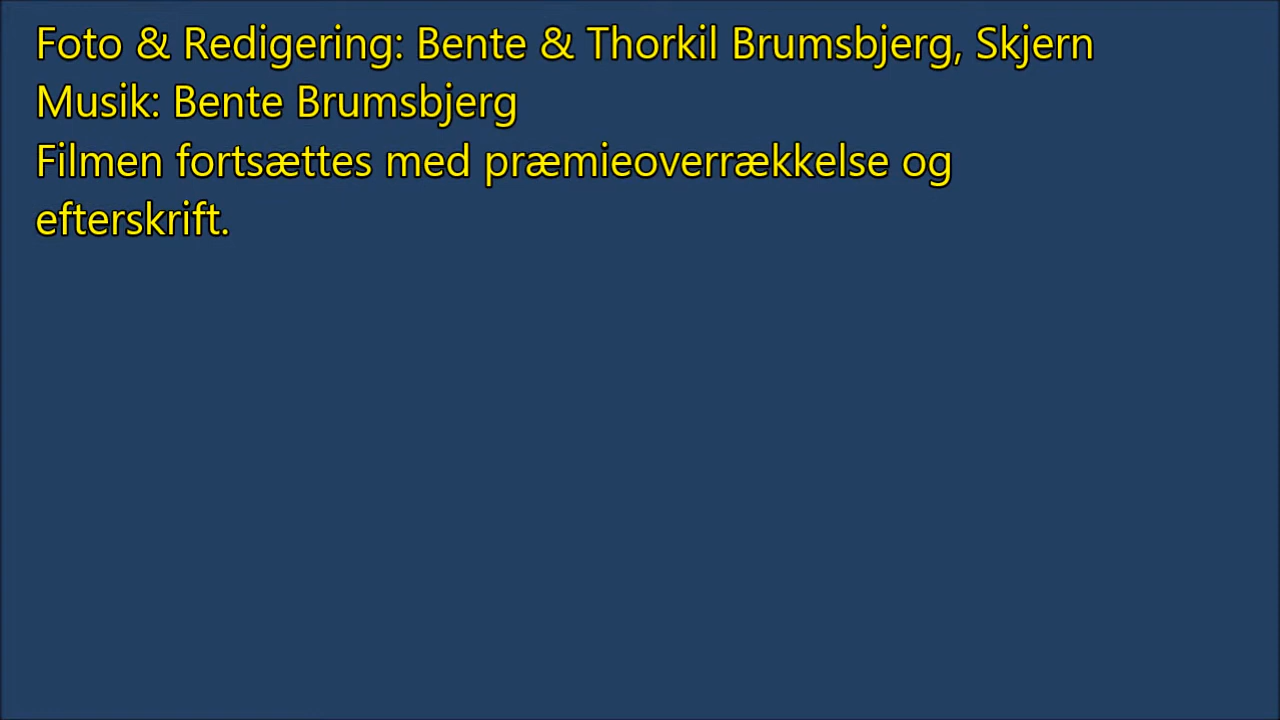 Foto & Redigering: Bente & Thorkil Brumsbjerg, Skjern
Musik: Bente Brumsbjerg
Filmen fortsættes med præmieoverrækkelse og
efterskrift.